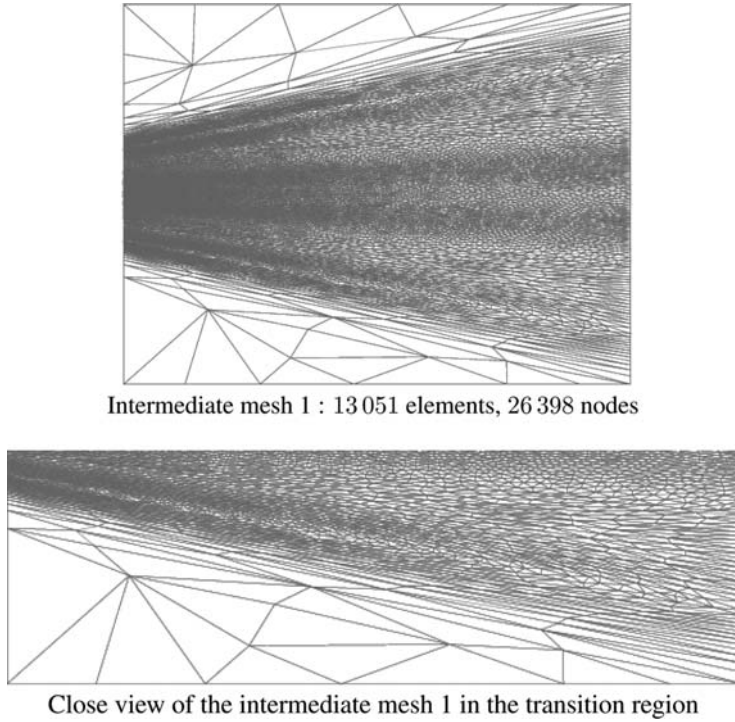 Intermediate mesh 1 : 13 051 elements, 26 398 nodes
Close view of the intermediate mesh 1 in the transition region